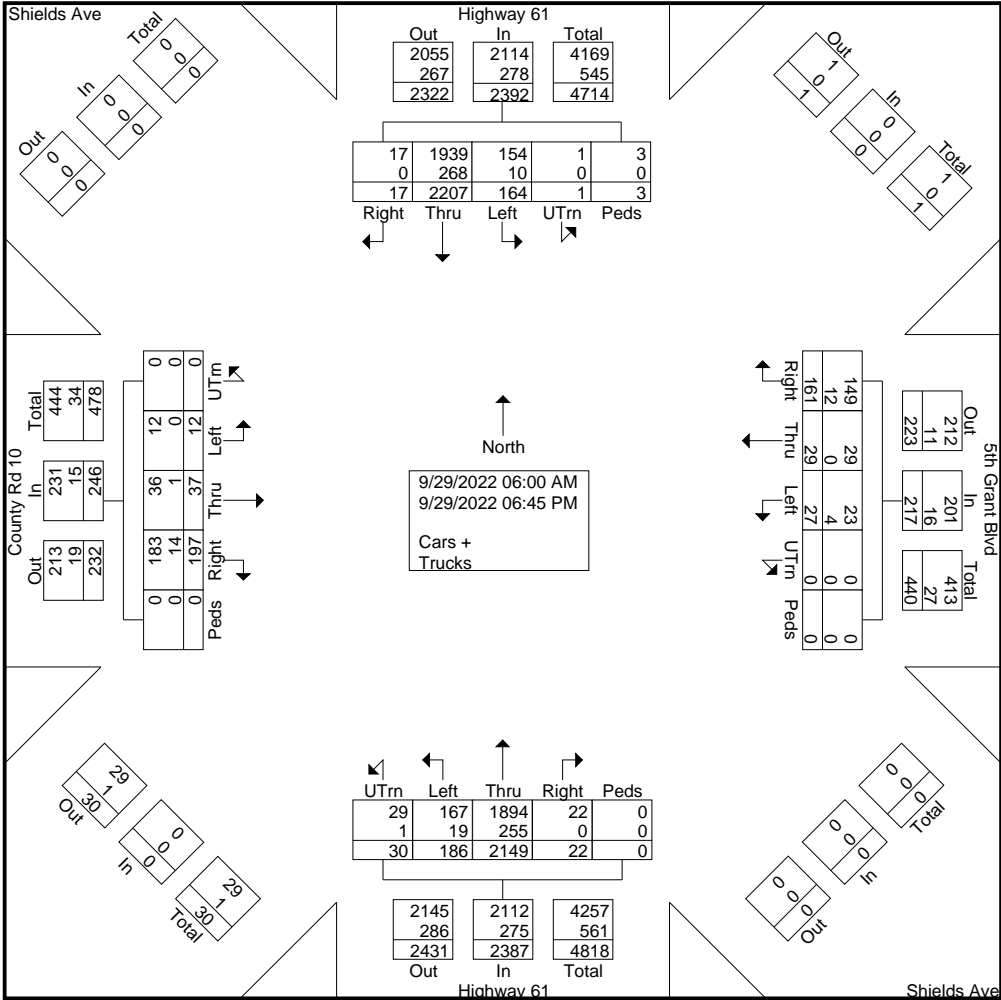 Shields Ave
Highway 61
Out In Total
2055 2114 4169
267 278 545
2322 2392 4714
17 1939 154 1 3
0 268 10 0 0
17 2207 164 1 3
Right Thru Left UTrn Peds
Total
0
0
0
In
0
0
0
Out
0
0
0
Out
1
0
1
In
0
0
0
Total
1
0
1
County Rd 10
Total
444
34
478
In
231
15
246
Out
213
19
232
0 0 0 UTrn
12 0 12 Left
36 1 37 Thru
183 14 197 Right
0 0 0 Peds
North
9/29/2022 06:00 AM
9/29/2022 06:45 PM
Cars +
Trucks
Right 161 12 149
Thru 29 0 29
Left 27 4 23
UTrn 0 0 0
Peds 0 0 0
5th Grant Blvd
Out
212
11
223
In
201
16
217
Total
413
27
440
29
1
30
Out
0
0
0
In
29
1
30
Total
UTrn Left Thru Right Peds
29 167 1894 22 0
1 19 255 0 0
30 186 2149 22 0
2145 2112 4257
286 275 561
2431 2387 4818
Out In Total
Highway 61
0
0
0
Total
0
0
0
In
0
0
0
Out
Shields Ave